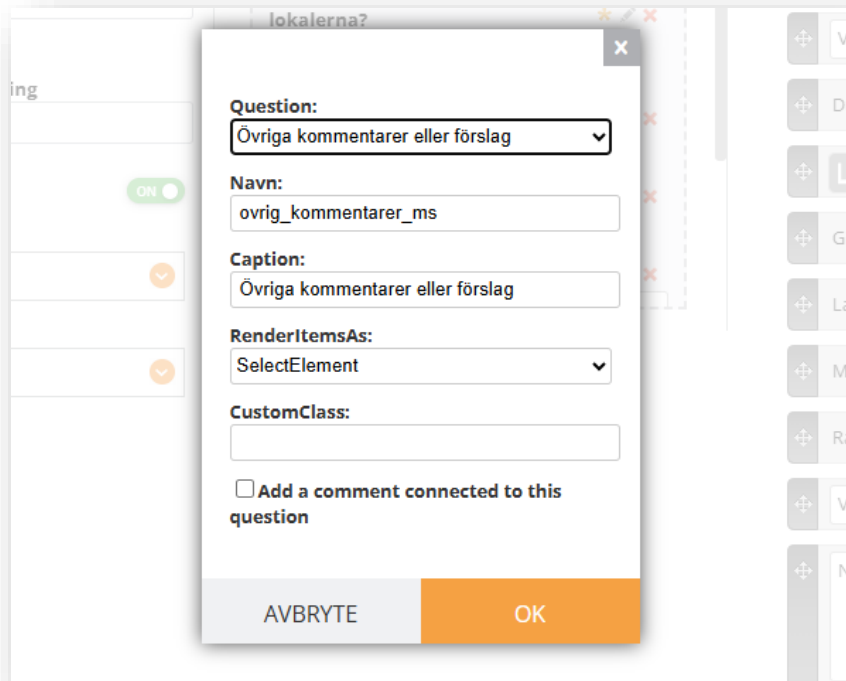 lokalerna?
ing
ON
x
Question:
Övriga kommentarer eller förslag
Navn:
ovrig_kommentarer_ms
Caption:
Övriga kommentarer eller förslag
RenderItemsAs:
SelectElement
CustomClass:
Add a comment connected to this
question
AVBRYTE
OK